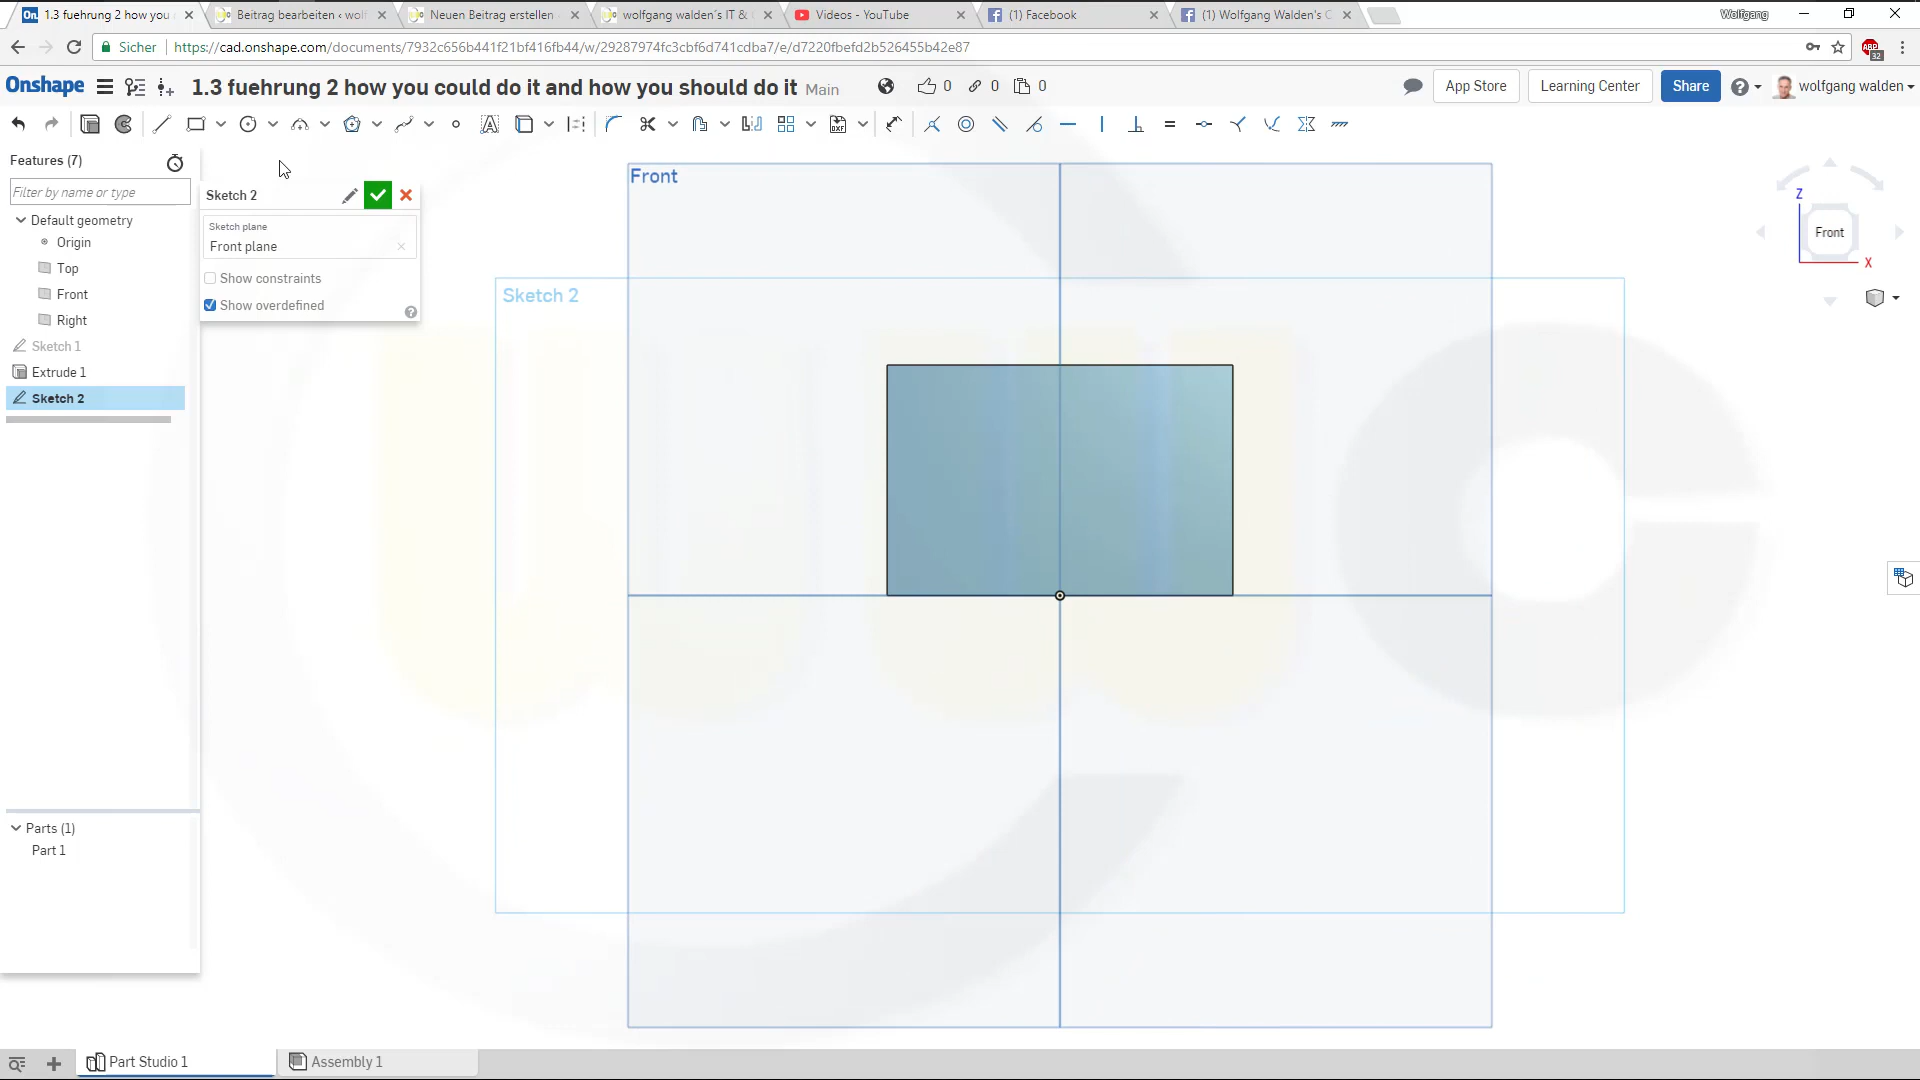 1.3 fuehrung 2 how you
Beitrag bearbeiten ‹ wolf
Neuen Beitrag erstellen
wolfgang walden´s IT &
Videos - YouTube
(1) Facebook
(1) Wolfgang Walden's C
Wolfgang
Sicher
https://cad.onshape.com/documents/7932c656b441f21bf416fb44/w/29287974fc3cbf6d741cdba7/e/d7220fbefd2b526455b42e87
ABP
32
Onshape
1.3 fuehrung 2 how you could do it and how you should do it
Main
0
0
0
App Store
Learning Center
Share
wolfgang walden
Features (7)
Filter by name or type
Default geometry
Origin
Top
Front
Right
Sketch 1
Extrude 1
Sketch 2
Sketch 2
Sketch plane
Front plane
Show constraints
Show overdefined
Front
Sketch 2
Z
Front
X
Parts (1)
Part 1
Part Studio 1
Assembly 1